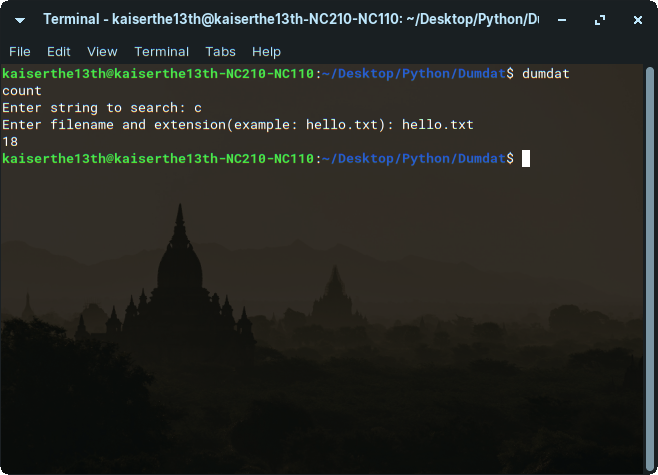 Terminal - kaiserthe13th@kaiserthe13th-NC210-NC110: ~/Desktop/Python/Du
File Edit View Terminal Tabs Help
kaiserthe13th@kaiserthe13th-NC210-NC110:~/Desktop/Python/Dumdat$ dumdat
count
Enter string to search: c
Enter filename and extension(example: hello.txt): hello.txt
18
kaiserthe13th@kaiserthe13th-NC210-NC110:~/Desktop/Python/Dumdat$